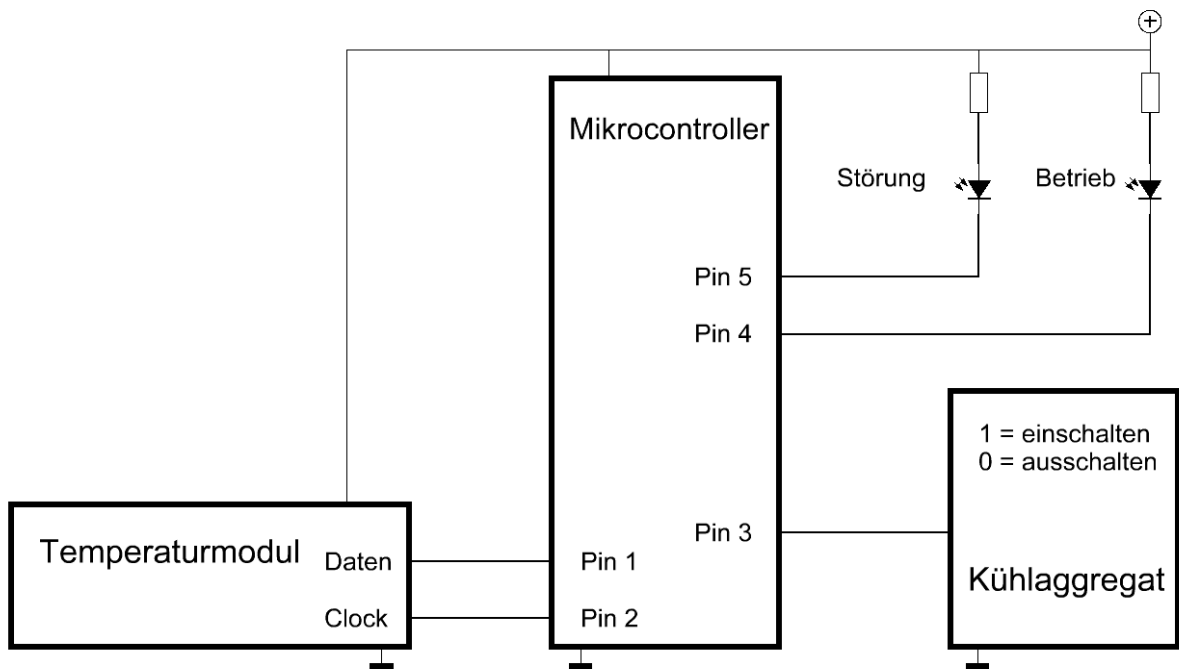 Mikrocontroller
Störung
Betrieb
Pin 5
Pin 4
1 = einschalten
0 = ausschalten
Pin 3
Temperaturmodul
Daten
Pin 1
Kühlaggregat
Clock
Pin 2